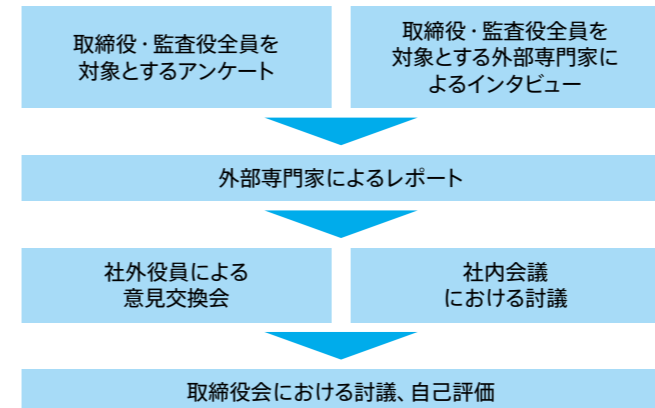 取締役・監査役全員を
対象とするアンケート
取締役・監査役全員を
対象とする外部専門家に
よるインタビュー
外部専門家によるレポート
社外役員による
意見交換会
社内会議
における討議
取締役会における討議、自己評価